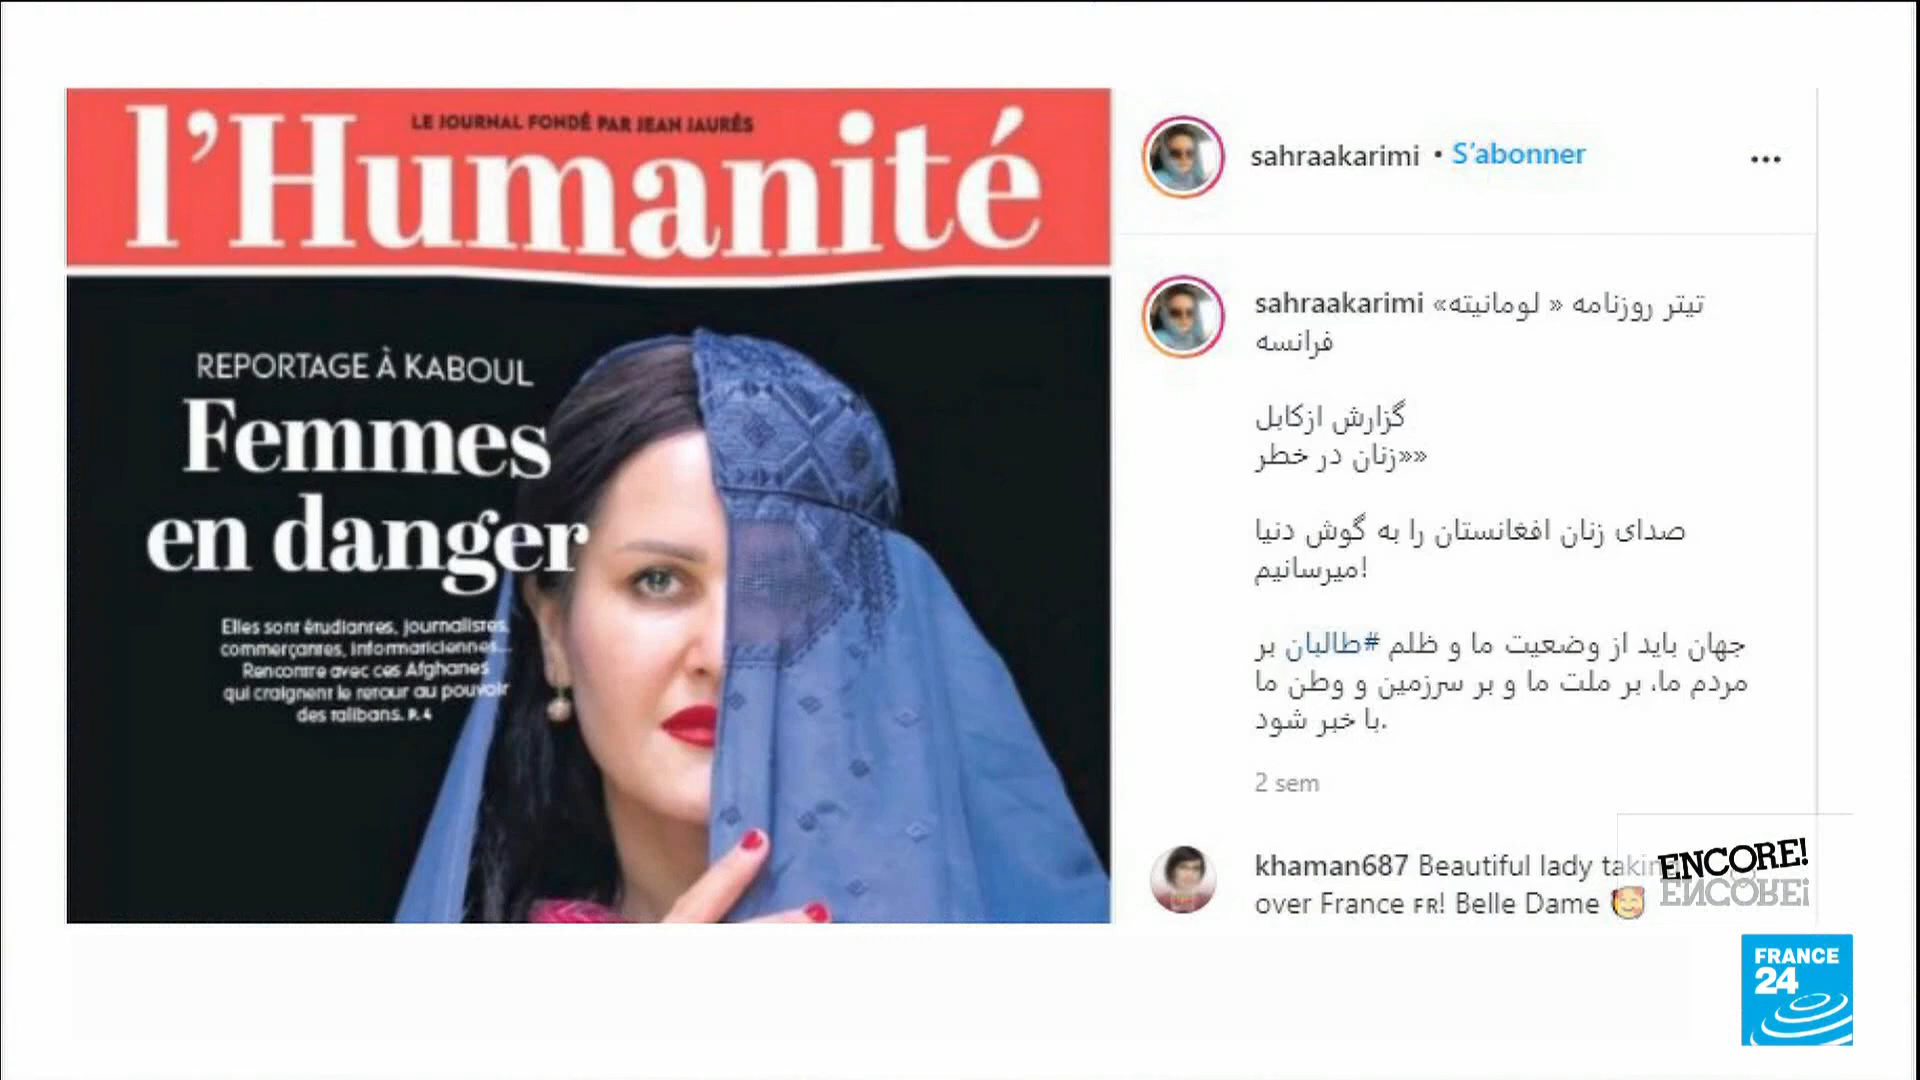 l'Humanité
LE JOURNAL FONDÉ PAR JEAN JAURÉS
REPORTAGE À KABOUL
Femmes
en danger
Elles sont étudiantes, journalistes,
commerçantes, informaticiennes...
Rencontre avec ces Afghanes
qui craignent le retour au pouvoir
des talibans. P. 4
sahraakarimi • S'abonner
...
sahraakarimi تیتر روزنامه « لومانیته»
فرانسه
گزارش ازکابل
««زنان در خطر
صدای زنان افغانستان را به گوش دنیا
میرسانیم!
جهان باید از وضعیت ما و ظلم #طالبان بر
مردم ما، بر ملت ما و بر سرزمین و وطن ما
با خبر شود.
2 sem
khaman687 Beautiful lady takin
over France FR! Belle Dame 🥰
ENCORE!
FRANCE
24